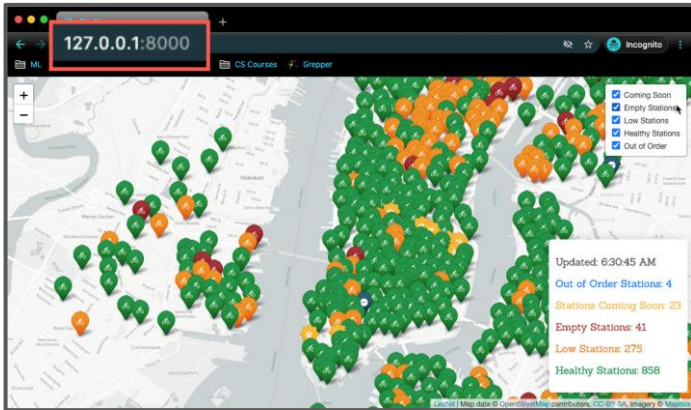 127.0.0.1:8000
Incognito
ML
CS Courses
Grepper
+
−
Coming Soon
Empty Stations
Low Stations
Healthy Stations
Out of Order
Hoboken
Updated: 6:30:45 AM
Out of Order Stations: 4
Stations Coming Soon: 23
Empty Stations: 41
Low Stations: 275
Healthy Stations: 858
Leaflet | Map data © OpenStreetMap contributors, CC-BY-SA, Imagery © Mapbox